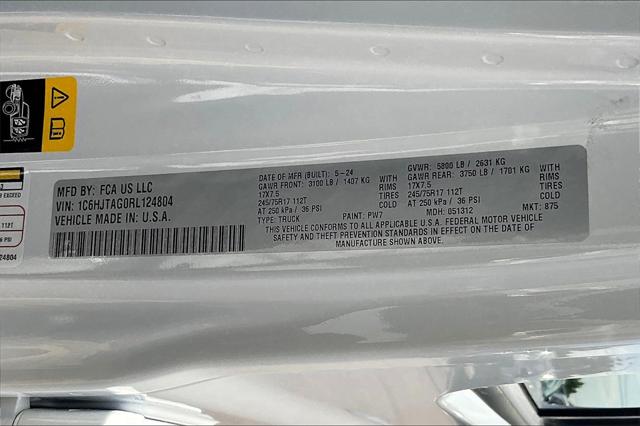 MFD BY: FCA US LLC
VIN: 1C6HJTAG0RL124804
VEHICLE MADE IN U.S.A.
DATE OF MFR (BUILT): 5-24
GAWR FRONT: 3100 LB / 1407 KG
17X7.5 RIMS
245/75R17 112T TIRES
AT 250 kPa / 36 PSI COLD
TYPE: TRUCK
PAINT: PW7
GVWR: 5800 LB / 2631 KG
GAWR REAR: 3750 LB / 1701 KG
17X7.5 RIMS
245/75R17 112T TIRES
AT 250 kPa / 36 PSI COLD
MDH: 051312
MKT: 875
THIS VEHICLE CONFORMS TO ALL APPLICABLE U.S.A. FEDERAL MOTOR VEHICLE
SAFETY AND THEFT PREVENTION STANDARDS IN EFFECT ON THE DATE OF
MANUFACTURE SHOWN ABOVE.
112T
PSI
24804